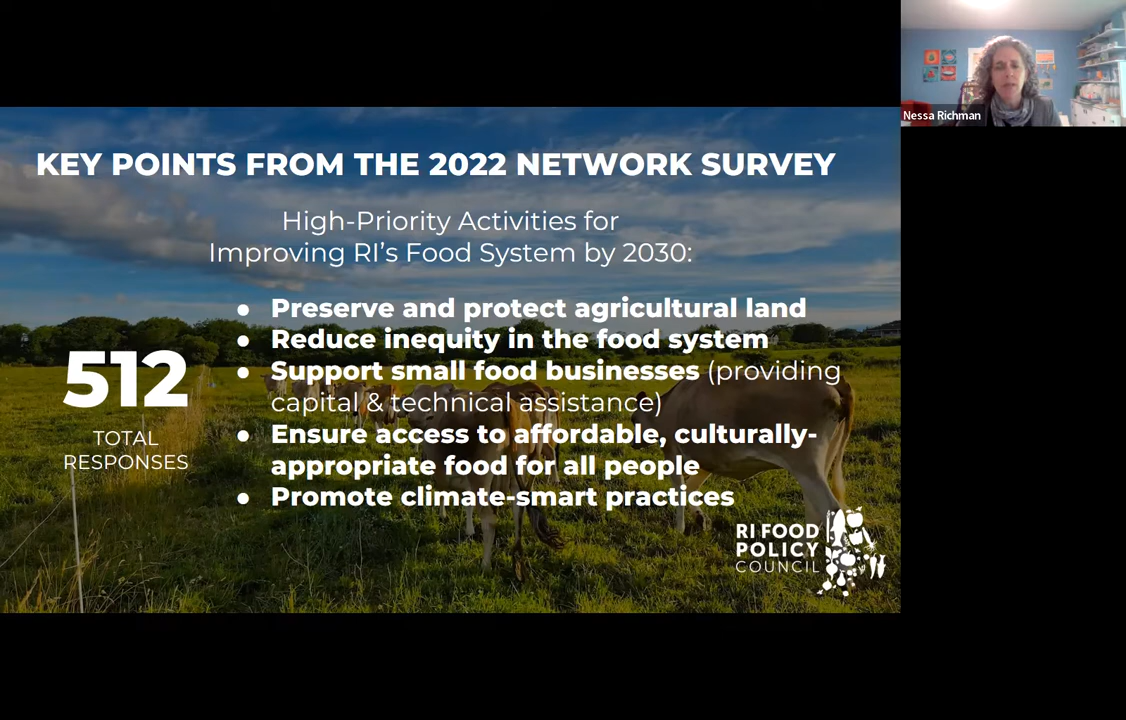 Nessa Richman
KEY POINTS FROM THE 2022 NETWORK SURVEY
High-Priority Activities for
Improving RI's Food System by 2030:
● Preserve and protect agricultural land
● Reduce inequity in the food system
● Support small food businesses (providing
capital & technical assistance)
● Ensure access to affordable, culturally-
appropriate food for all people
● Promote climate-smart practices
512
TOTAL
RESPONSES
RI FOOD
POLICY
COUNCIL